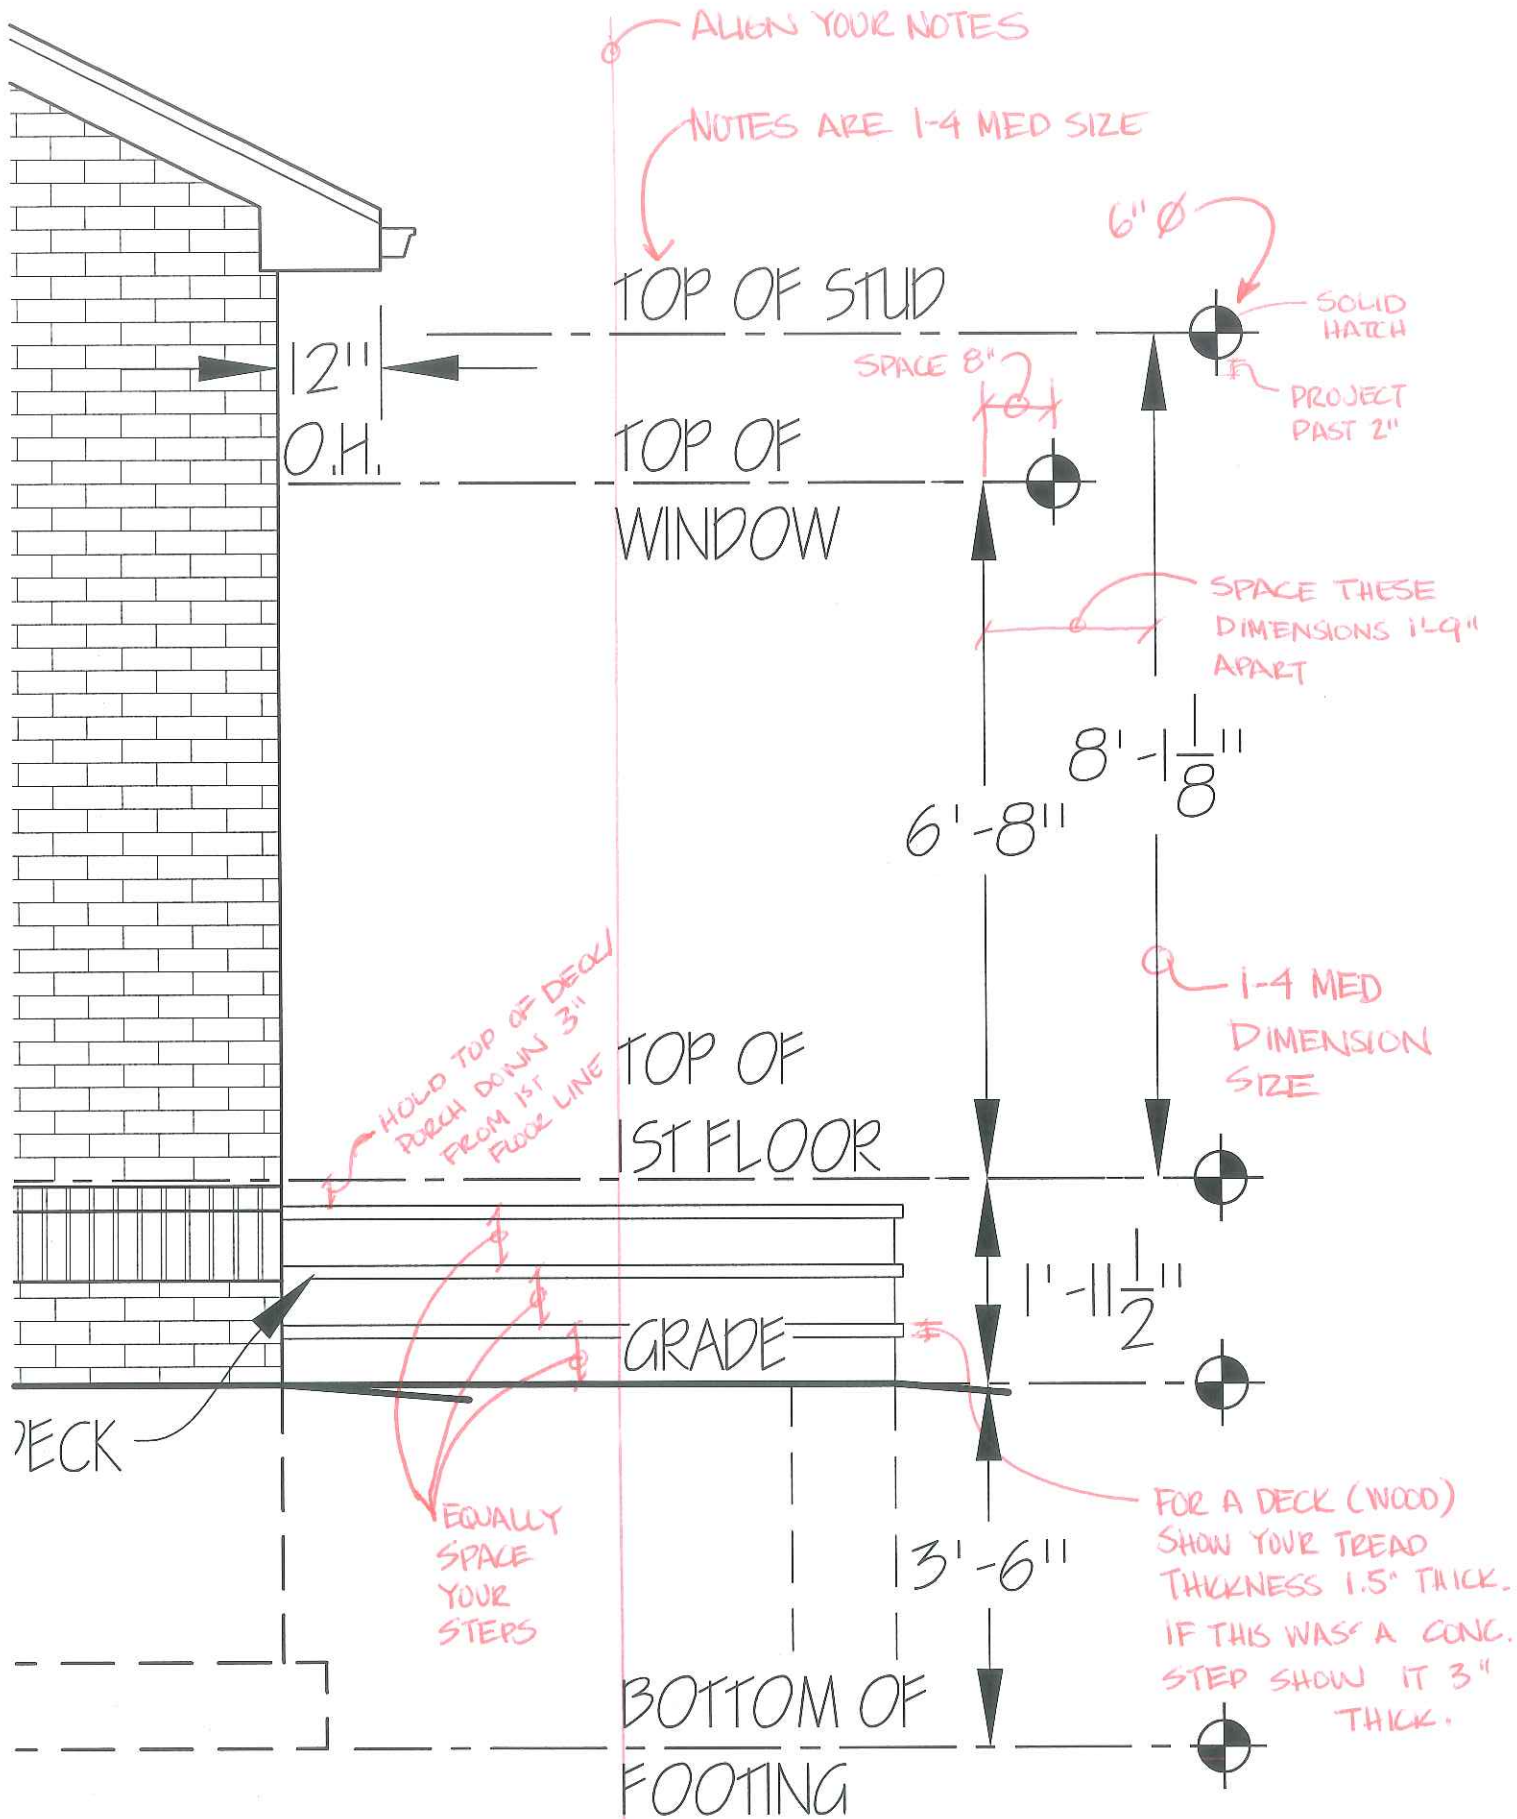 ALIGN YOUR NOTES
NOTES ARE 1-4 MED SIZE
6" Ø
TOP OF STUD
SOLID
HATCH
12"
O.H.
SPACE 8"
PROJECT
PAST 2"
TOP OF
WINDOW
SPACE THESE
DIMENSIONS 1'-9"
APART
8'-1 1/8"
6'-8"
HOLD TOP OF DECK/
PORCH DOWN 3"
FROM 1ST
FLOOR LINE
1-4 MED
DIMENSION
SIZE
TOP OF
1ST FLOOR
1'-11 1/2"
GRADE
ECK
EQUALLY
SPACE
YOUR
STEPS
FOR A DECK (WOOD)
SHOW YOUR TREAD
THICKNESS 1.5" THICK.
IF THIS WAS A CONC.
STEP SHOW IT 3"
THICK.
3'-6"
BOTTOM OF
FOOTING